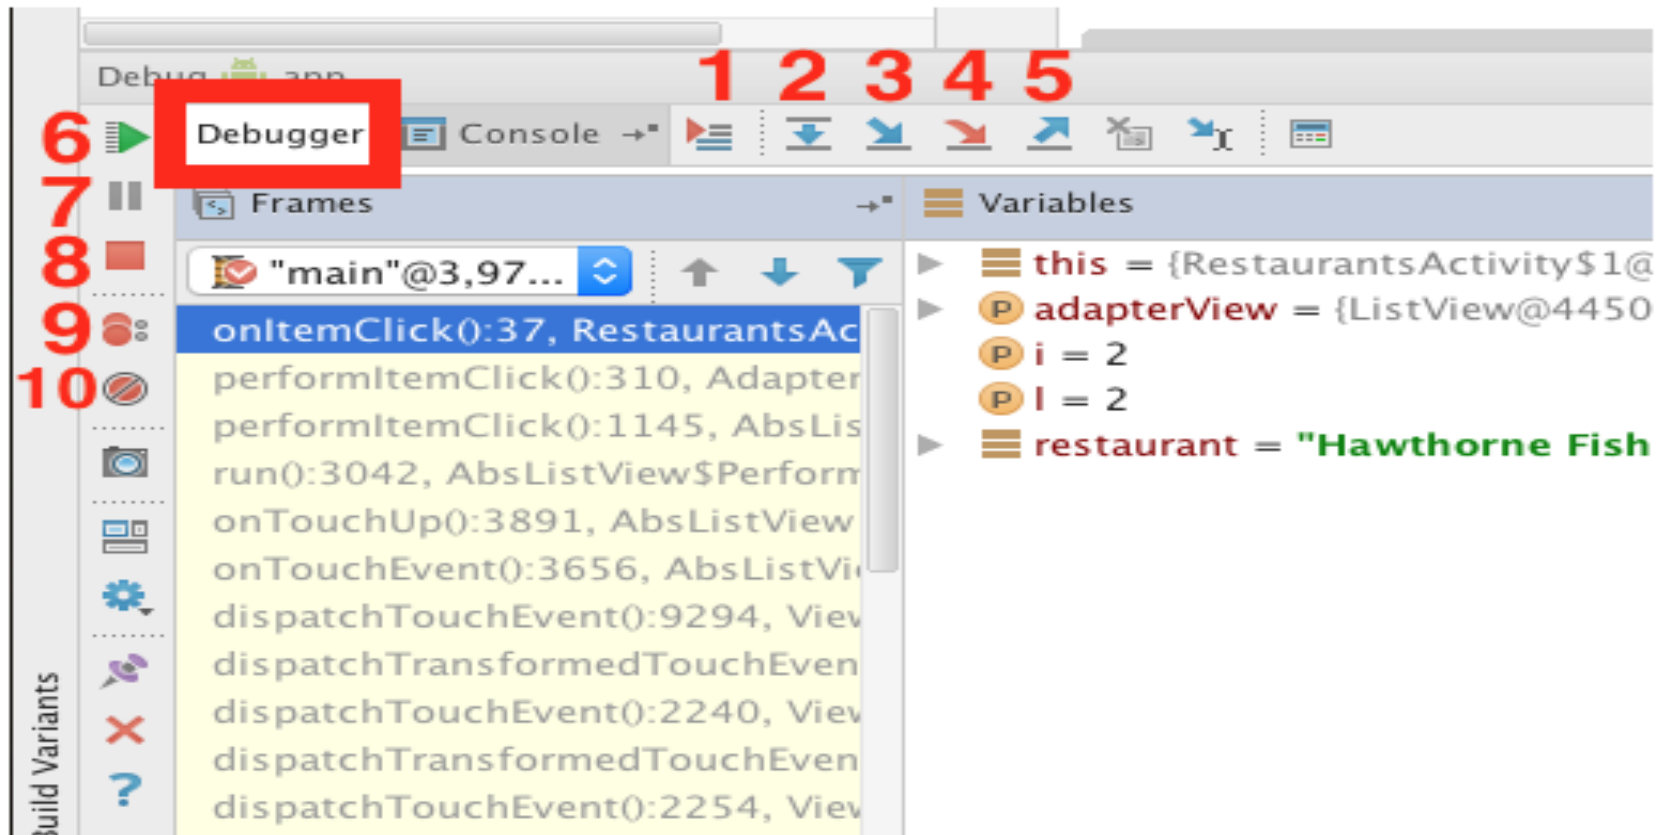 Debug app
1 2 3 4 5
6 Debugger Console
7
8
9
10
Frames
"main"@3,97...
onItemClick():37, RestaurantsAc
performItemClick():310, Adapter
performItemClick():1145, AbsLis
run():3042, AbsListView$Perform
onTouchUp():3891, AbsListView
onTouchEvent():3656, AbsListVi
dispatchTouchEvent():9294, View
dispatchTransformedTouchEven
dispatchTouchEvent():2240, View
dispatchTransformedTouchEven
dispatchTouchEvent():2254, View
Variables
this = {RestaurantsActivity$1@
P adapterView = {ListView@4450
P i = 2
P l = 2
restaurant = "Hawthorne Fish
Build Variants